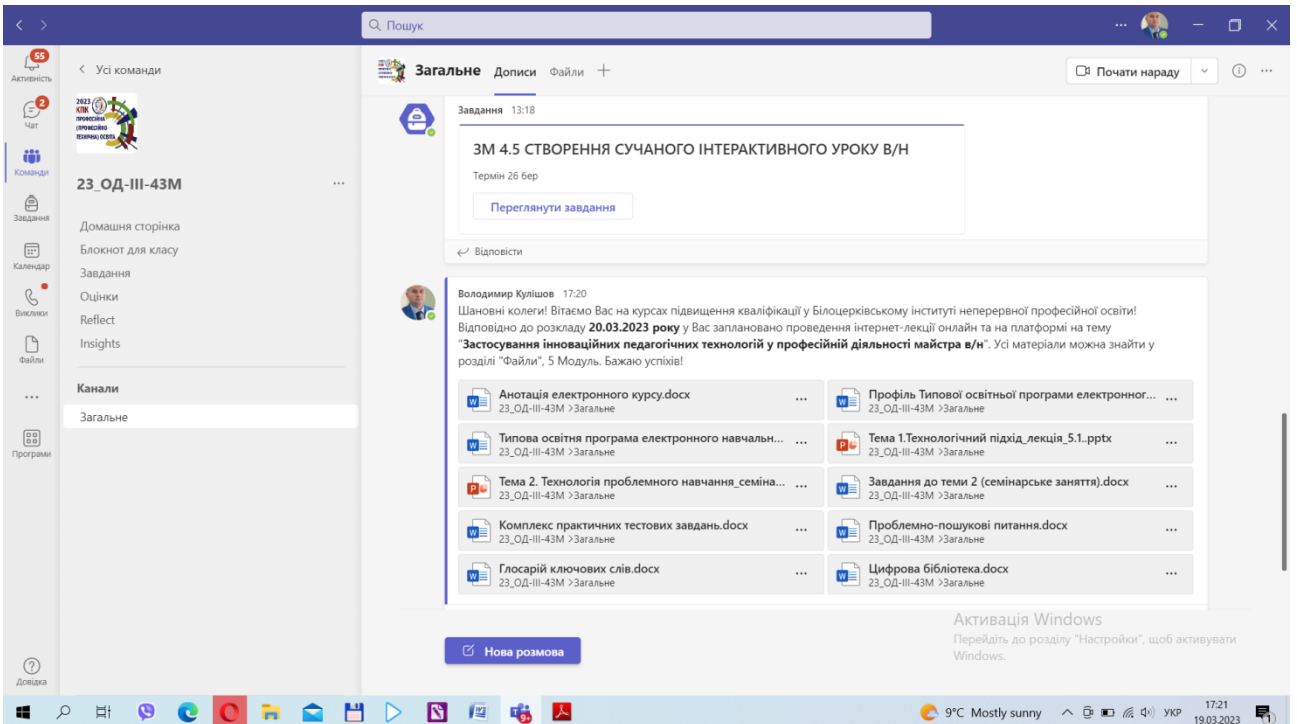 Пошук
55
Активність
2
Чат
Команди
Завдання
Календар
Виклики
Файли
Програми
Довідка
Усі команди
2023
КПК
ПРОФЕСІЙНА
(ПРОФЕСІЙНО
ТЕХНІЧНА) ОСВІТА
23_ОД-ІІІ-43М
Домашня сторінка
Блокнот для класу
Завдання
Оцінки
Reflect
Insights
Канали
Загальне
Загальне Дописи Файли
Почати нараду
Завдання 13:18
ЗМ 4.5 СТВОРЕННЯ СУЧАНОГО ІНТЕРАКТИВНОГО УРОКУ В/Н
Термін 26 бер
Переглянути завдання
Відповісти
Володимир Кулішов 17:20
Шановні колеги! Вітаємо Вас на курсах підвищення кваліфікації у Білоцерківському інституті неперервної професійної освіти!
Відповідно до розкладу 20.03.2023 року у Вас заплановано проведення інтернет-лекції онлайн та на платформі на тему
"Застосування інноваційних педагогічних технологій у професійній діяльності майстра в/н". Усі матеріали можна знайти у
розділі "Файли", 5 Модуль. Бажаю успіхів!
Анотація електронного курсу.docx
23_ОД-ІІІ-43М >Загальне
Профіль Типової освітньої програми електронног...
23_ОД-ІІІ-43М >Загальне
Типова освітня програма електронного навчальн...
23_ОД-ІІІ-43М >Загальне
Тема 1.Технологічний підхід_лекція_5.1..pptx
23_ОД-ІІІ-43М >Загальне
Тема 2. Технологія проблемного навчання_семіна...
23_ОД-ІІІ-43М >Загальне
Завдання до теми 2 (семінарське заняття).docx
23_ОД-ІІІ-43М >Загальне
Комплекс практичних тестових завдань.docx
23_ОД-ІІІ-43М >Загальне
Проблемно-пошукові питання.docx
23_ОД-ІІІ-43М >Загальне
Глосарій ключових слів.docx
23_ОД-ІІІ-43М >Загальне
Цифрова бібліотека.docx
23_ОД-ІІІ-43М >Загальне
Нова розмова
Активація Windows
Перейдіть до розділу "Настройки", щоб активувати
Windows.
9°C Mostly sunny
УКР
17:21
19.03.2023